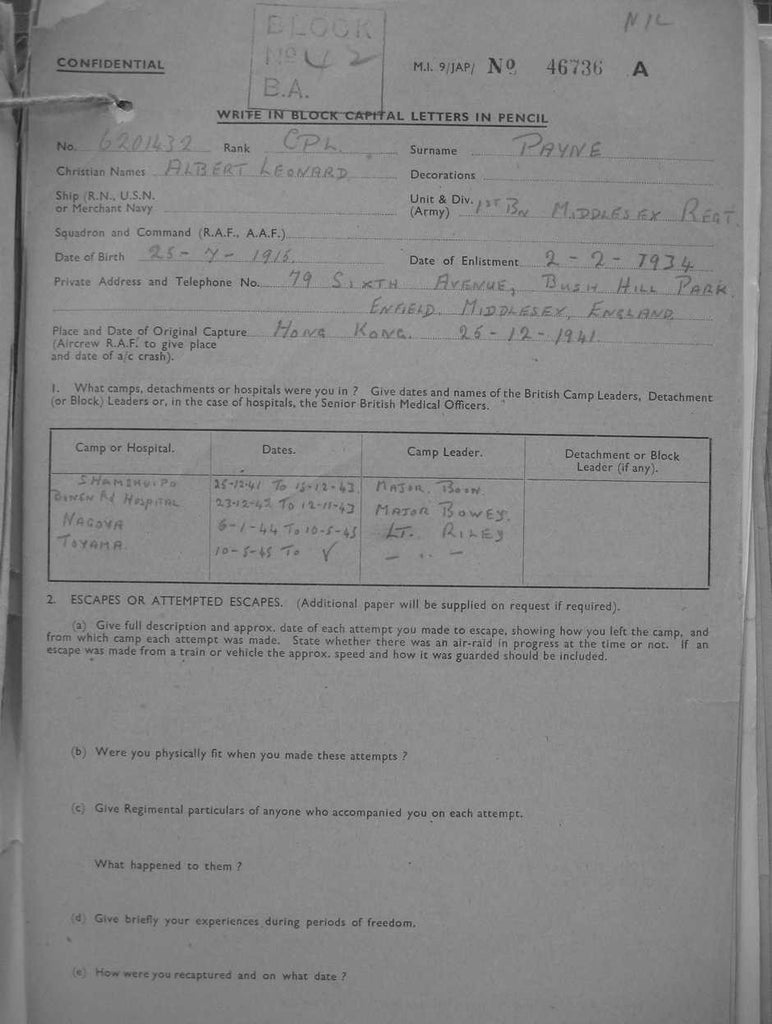 NIL
BLOCK
No 42
B.A.
CONFIDENTIAL
M.I. 9/JAP/ No 46736 A
WRITE IN BLOCK CAPITAL LETTERS IN PENCIL
No. 6201432 Rank CPL. Surname PAYNE
Christian Names ALBERT LEONARD Decorations
Ship (R.N., U.S.N. or Merchant Navy
Unit & Div. (Army) 1ST BN MIDDLESEX REGT.
Squadron and Command (R.A.F., A.A.F.)
Date of Birth 25-7-1915. Date of Enlistment 2-2-1934
Private Address and Telephone No. 79 SIXTH AVENUE, BUSH HILL PARK
ENFIELD. MIDDLESEX, ENGLAND
Place and Date of Original Capture HONG KONG. 25-12-1941
(Aircrew R.A.F. to give place
and date of a/c crash).
1. What camps, detachments or hospitals were you in ? Give dates and names of the British Camp Leaders, Detachment
(or Block) Leaders or, in the case of hospitals, the Senior British Medical Officers.
Camp or Hospital. Dates. Camp Leader. Detachment or Block
Leader (if any).
SHAMSHUIPO 25-12-41 TO 15-12-43 MAJOR. BOON.
BOWEN RD HOSPITAL 23-12-42 TO 12-11-43 MAJOR BOWEY.
NAGOYA 6-1-44 TO 10-5-45 LT. RILEY
TOYAMA 10-5-45 TO ✓ — .. —
2. ESCAPES OR ATTEMPTED ESCAPES. (Additional paper will be supplied on request if required).
(a) Give full description and approx. date of each attempt you made to escape, showing how you left the camp, and
from which camp each attempt was made. State whether there was an air-raid in progress at the time or not. If an
escape was made from a train or vehicle the approx. speed and how it was guarded should be included.
(b) Were you physically fit when you made these attempts ?
(c) Give Regimental particulars of anyone who accompanied you on each attempt.
What happened to them ?
(d) Give briefly your experiences during periods of freedom.
(e) How were you recaptured and on what date ?